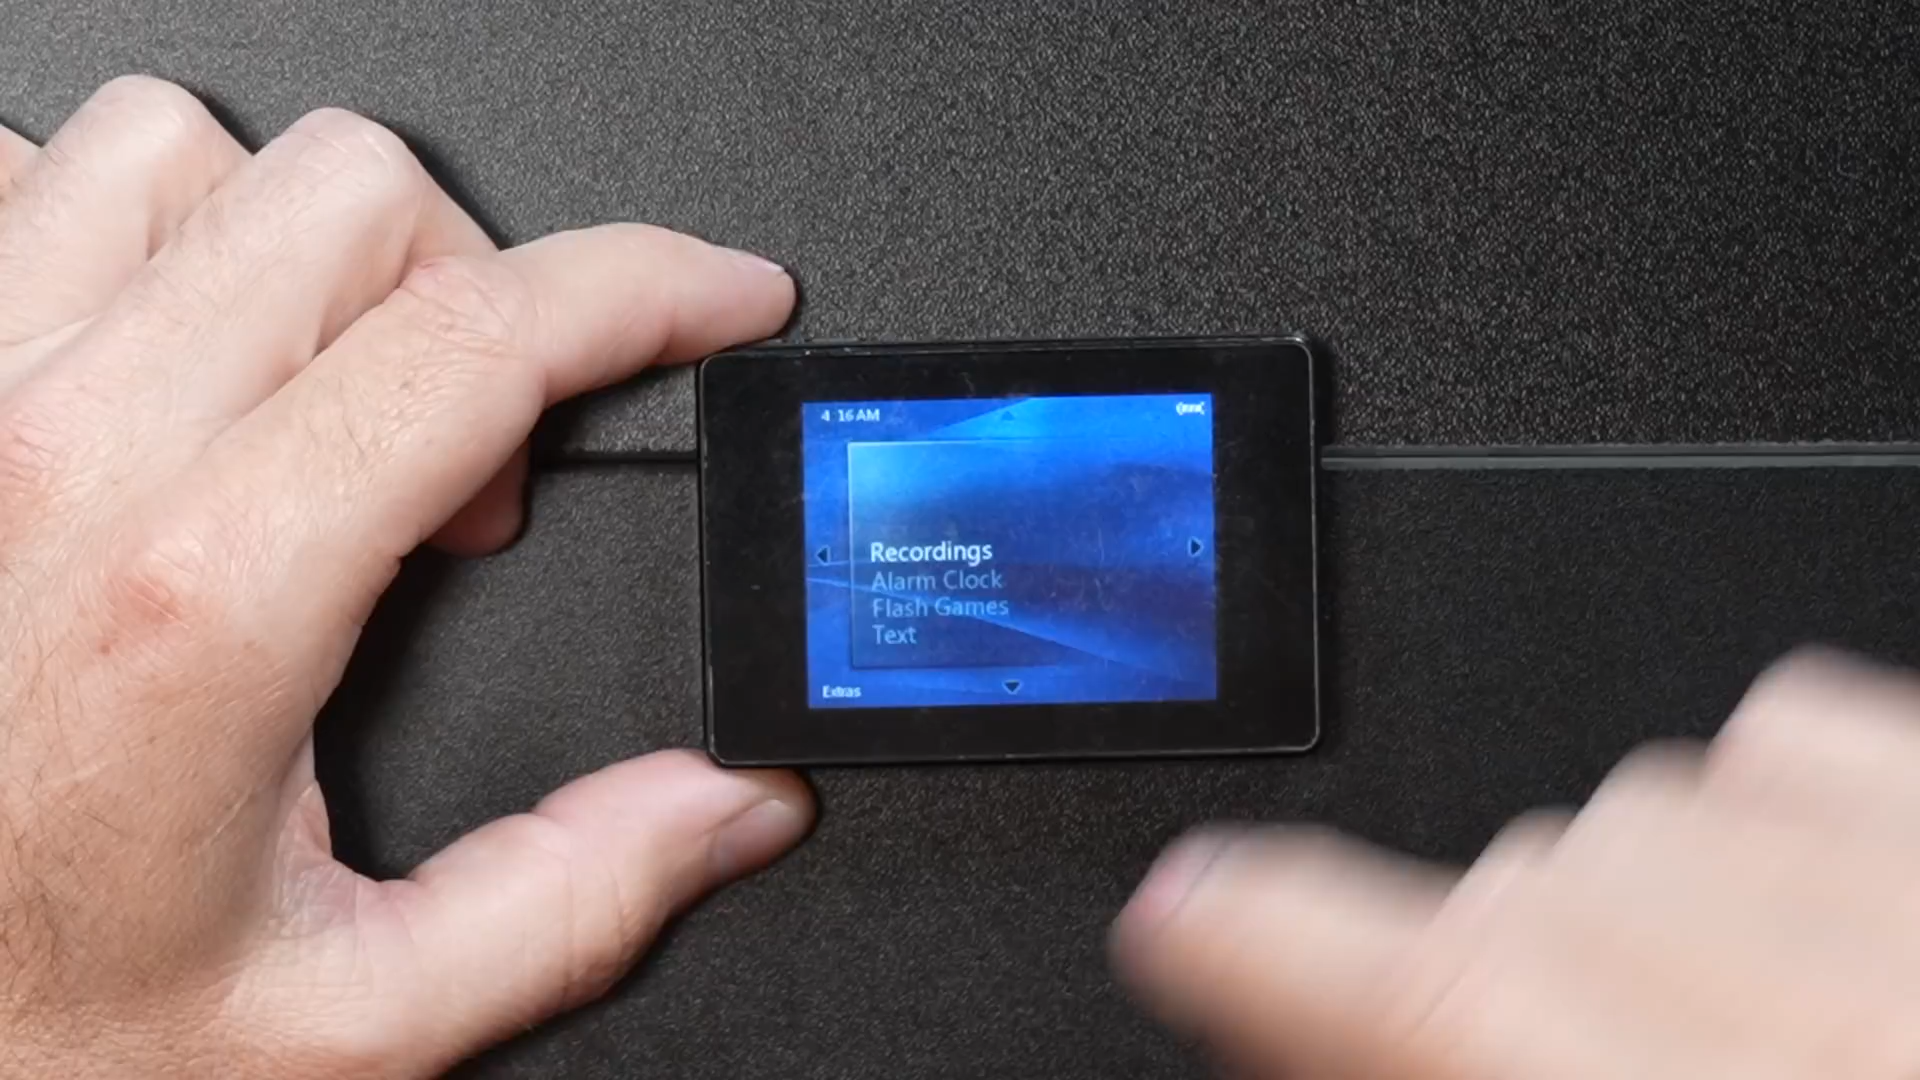 4 16 AM
Recordings
Alarm Clock
Flash Games
Text
Extras